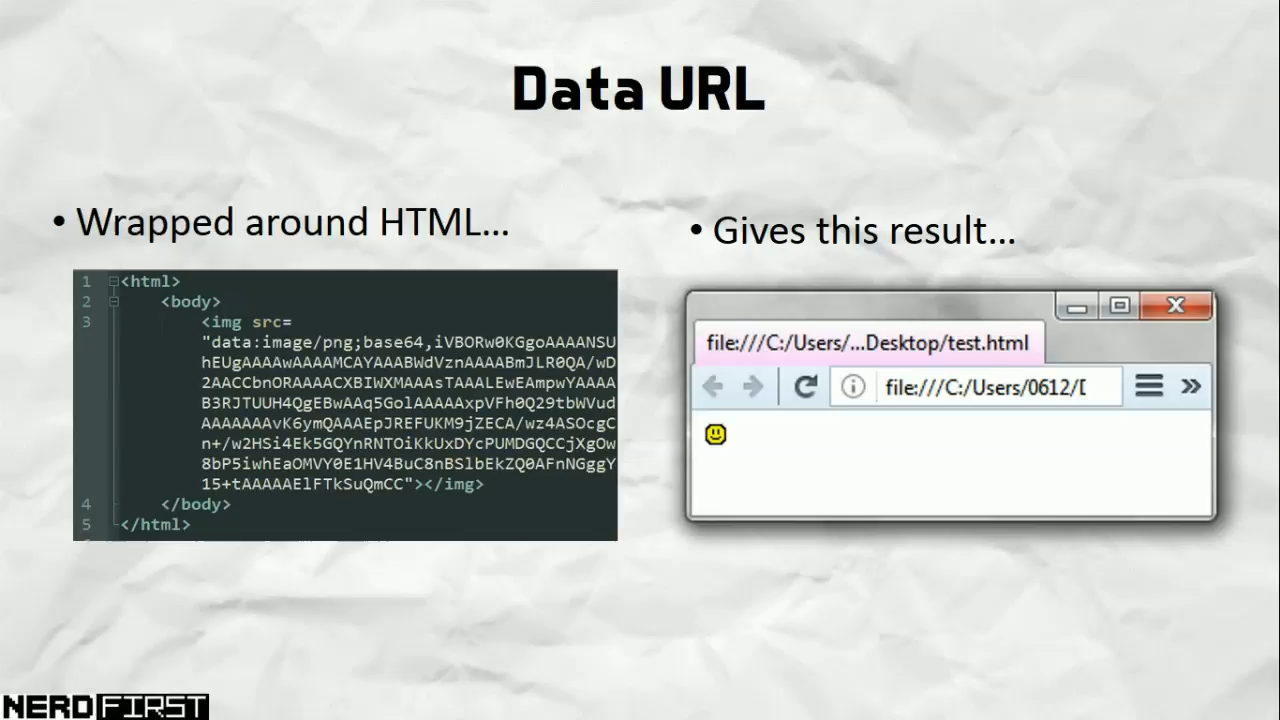 Data URL
• Wrapped around HTML...
1 <html>
2 <body>
3 <img src=
"data:image/png;base64,iVBORw0KGgoAAAANSU
hEUgAAAAwAAAAMCAYAAABWdVznAAAABmJLR0QA/wD
2AACCbnORAAAACXBIWXMAAAsTAAALEwEAmpwYAAAA
B3RJTUUH4QgEBwAAq5GolAAAAAxpVFh0Q29tbWVud
AAAAAAAvK6ymQAAAEpJREFUKM9jZECA/wz4ASOcgC
n+/w2HSi4Ek5GQYnRNTOiKkUxDYcPUMDGQCCjXgOw
8bP5iwhEaOMVY0E1HV4BuC8nBSlbEkZQ0AFnNGggY
15+tAAAAAElFTkSuQmCC"></img>
4 </body>
5 </html>
• Gives this result...
file:///C:/Users/...Desktop/test.html
file:///C:/Users/0612/D
NERDFIRST